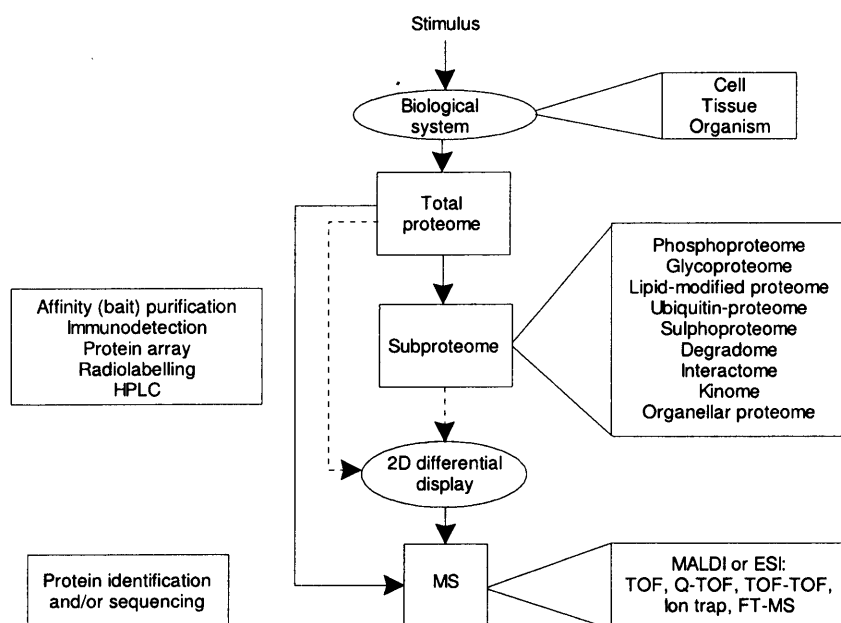 Stimulus
Biological
system
Cell
Tissue
Organism
Total
proteome
Affinity (bait) purification
Immunodetection
Protein array
Radiolabelling
HPLC
Subproteome
Phosphoproteome
Glycoproteome
Lipid-modified proteome
Ubiquitin-proteome
Sulphoproteome
Degradome
Interactome
Kinome
Organellar proteome
2D differential
display
Protein identification
and/or sequencing
MS
MALDI or ESI:
TOF, Q-TOF, TOF-TOF,
Ion trap, FT-MS